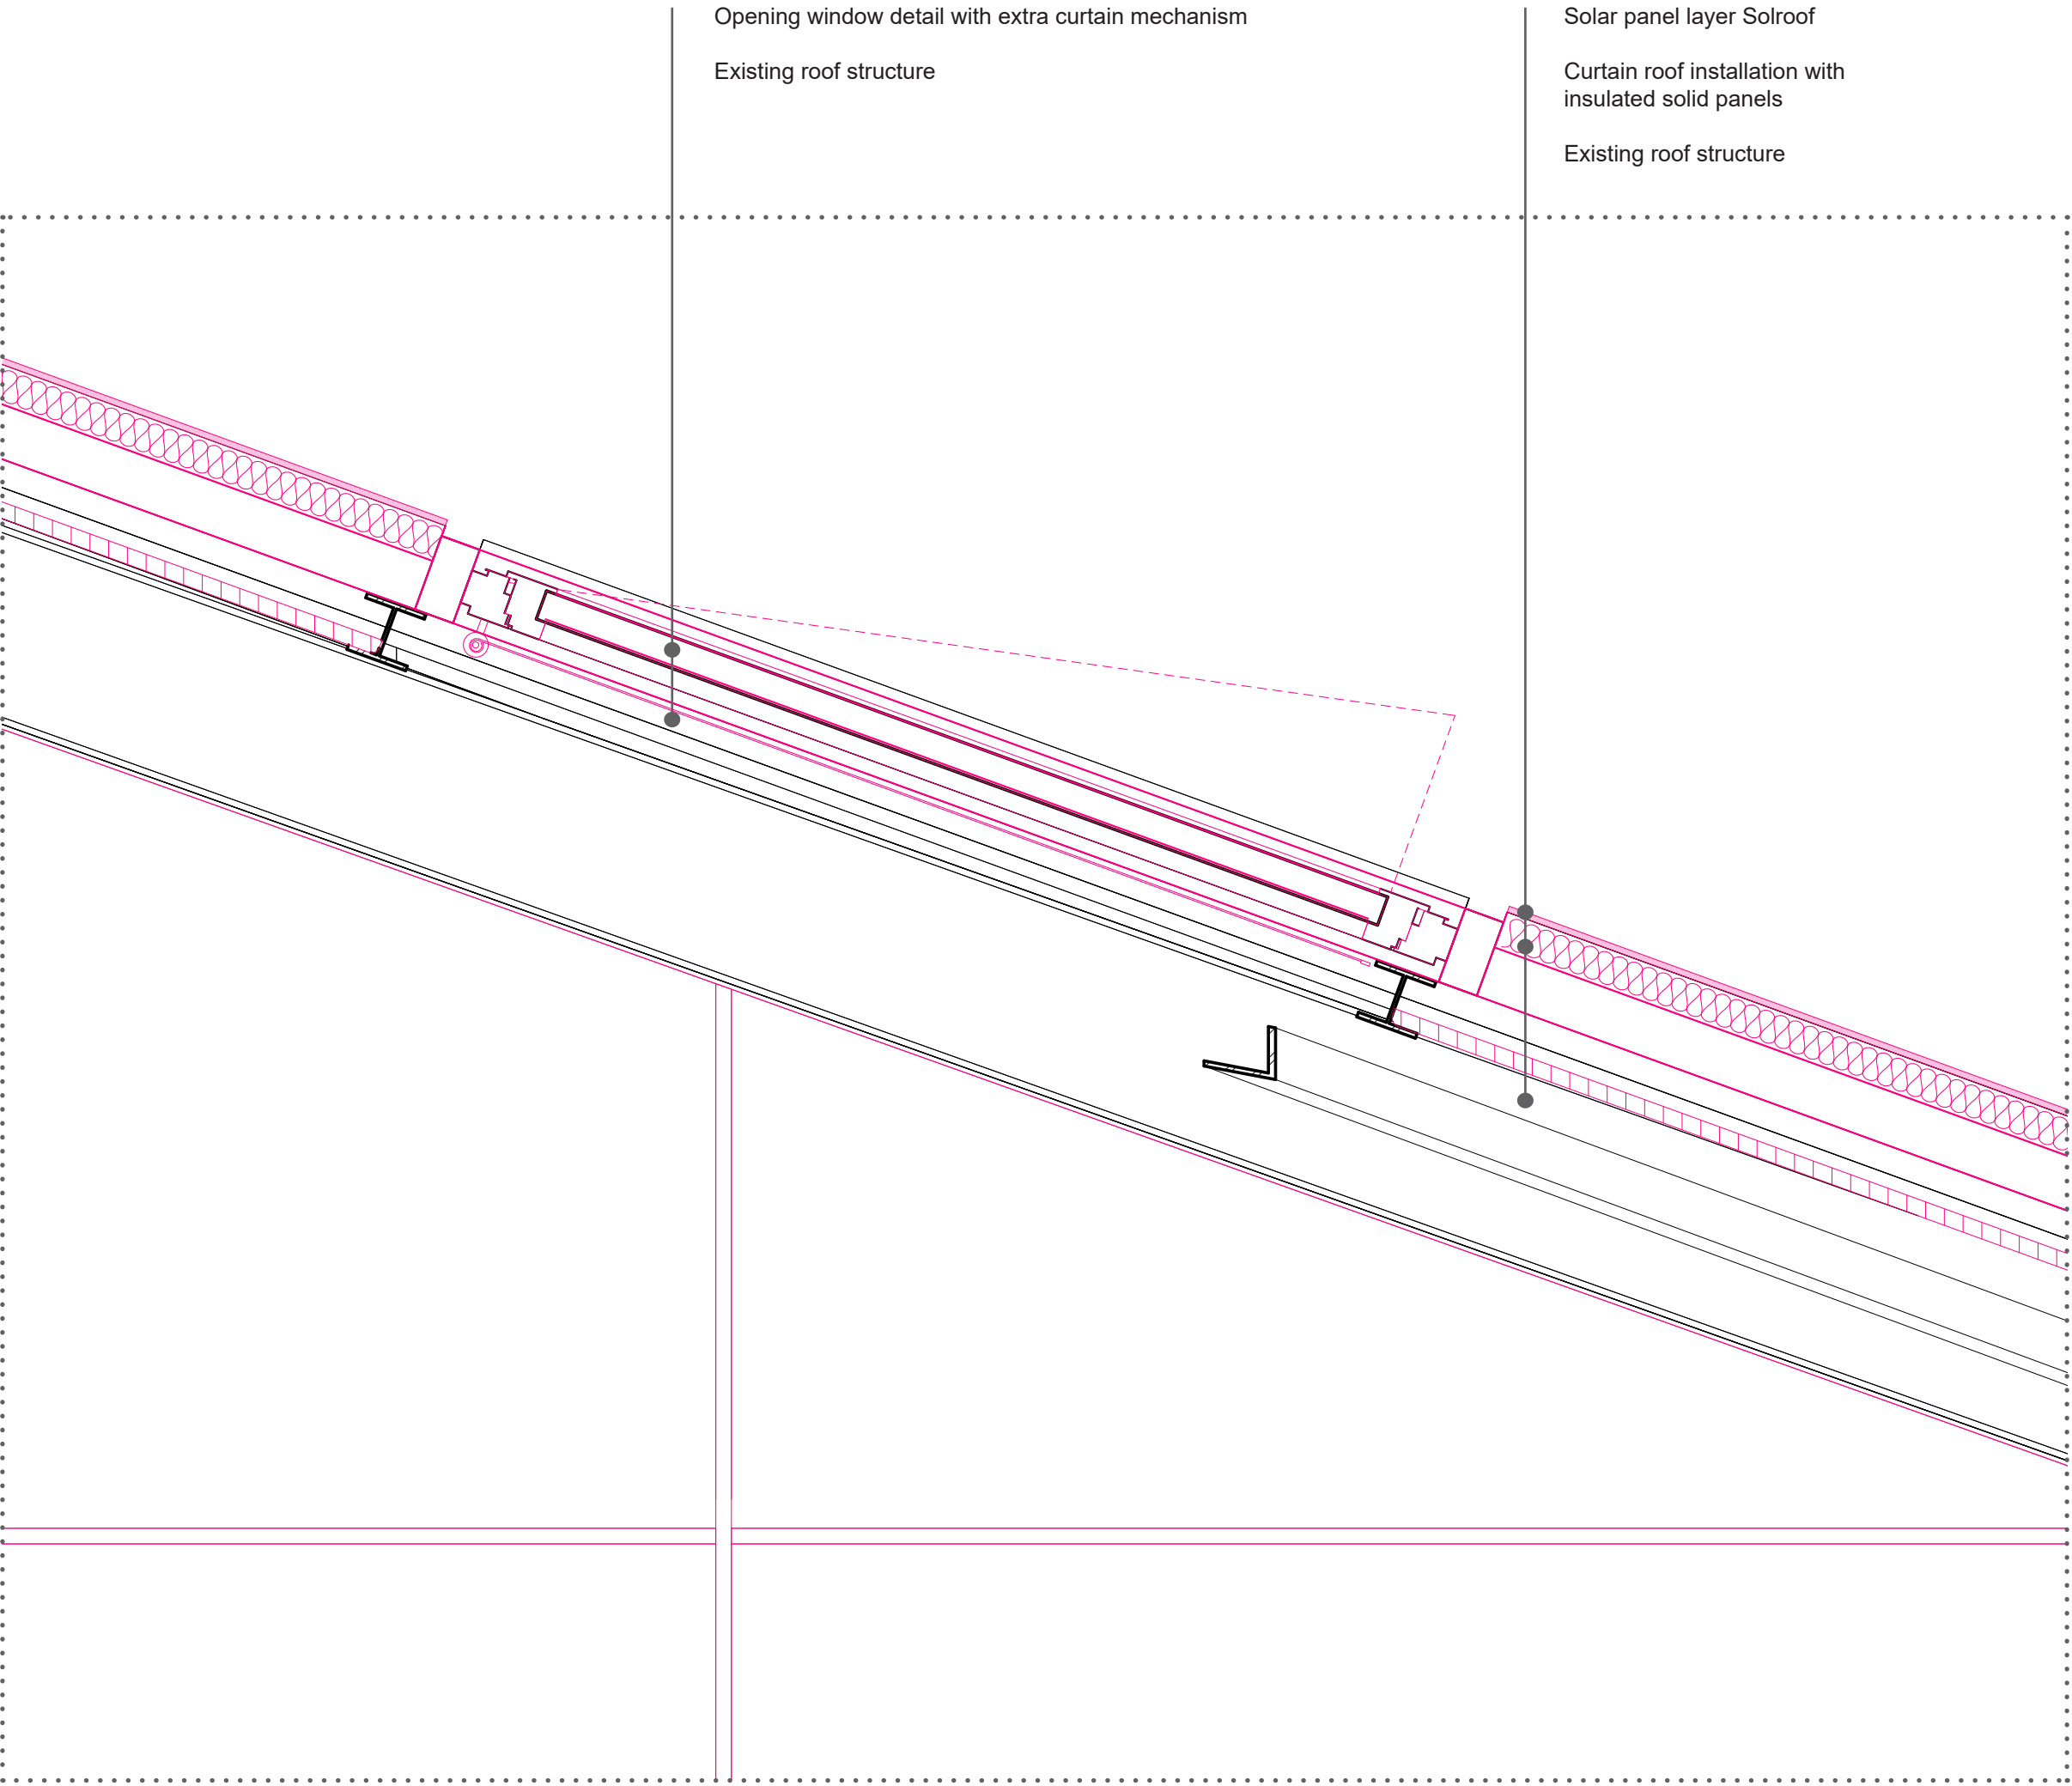 Opening window detail with extra curtain mechanism
Existing roof structure
Solar panel layer Solroof
Curtain roof installation with
insulated solid panels
Existing roof structure